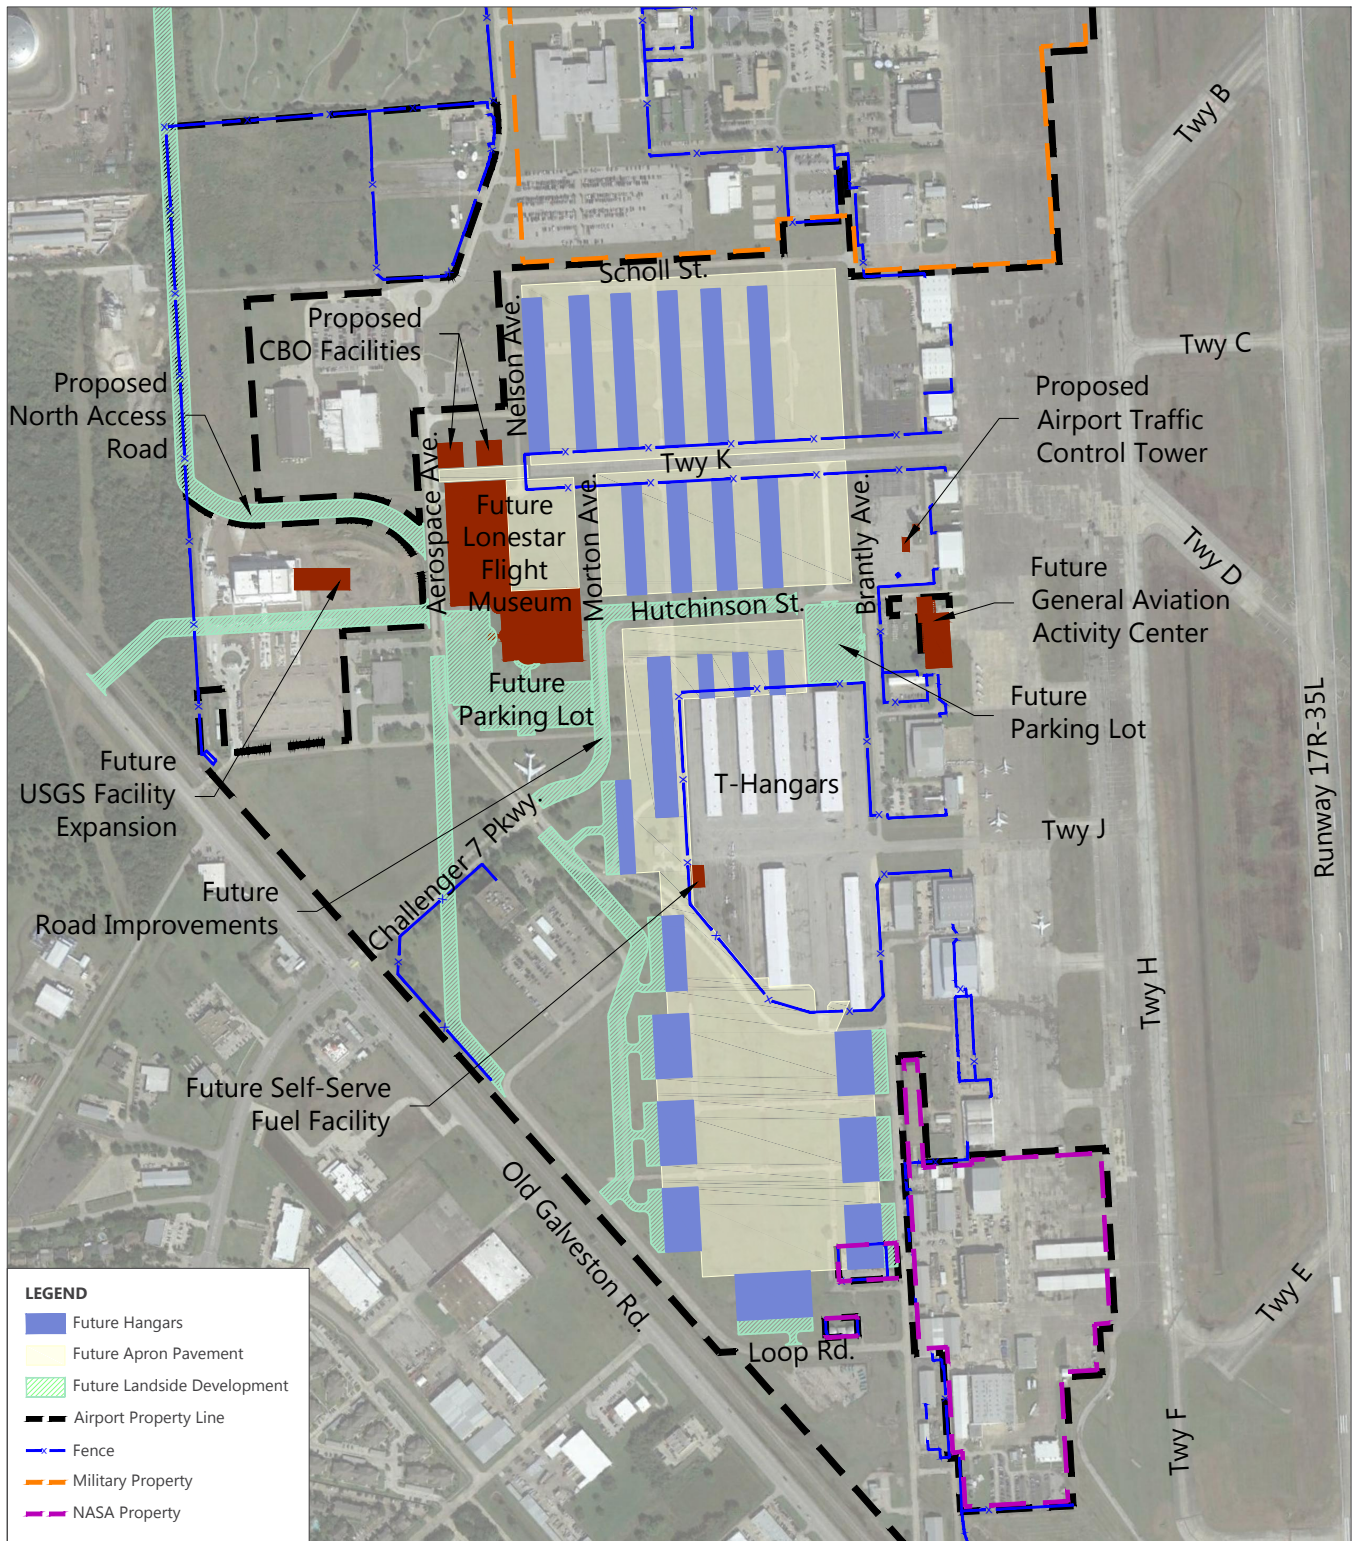 Twy B
Scholl St.
Proposed
CBO Facilities
Nelson Ave.
Twy C
Proposed
North Access
Road
Proposed
Airport Traffic
Control Tower
Aerospace Ave.
Twy K
Future
Lonestar
Flight
Museum
Morton Ave.
Brantly Ave.
Twy D
Future
General Aviation
Activity Center
Hutchinson St.
Future
Parking Lot
Future
Parking Lot
Runway 17R-35L
Future
USGS Facility
Expansion
T-Hangars
Twy J
Challenger 7 Pkwy.
Future
Road Improvements
Twy H
Future Self-Serve
Fuel Facility
Old Galveston Rd.
Twy E
Loop Rd.
Twy F
LEGEND
Future Hangars
Future Apron Pavement
Future Landside Development
Airport Property Line
Fence
Military Property
NASA Property